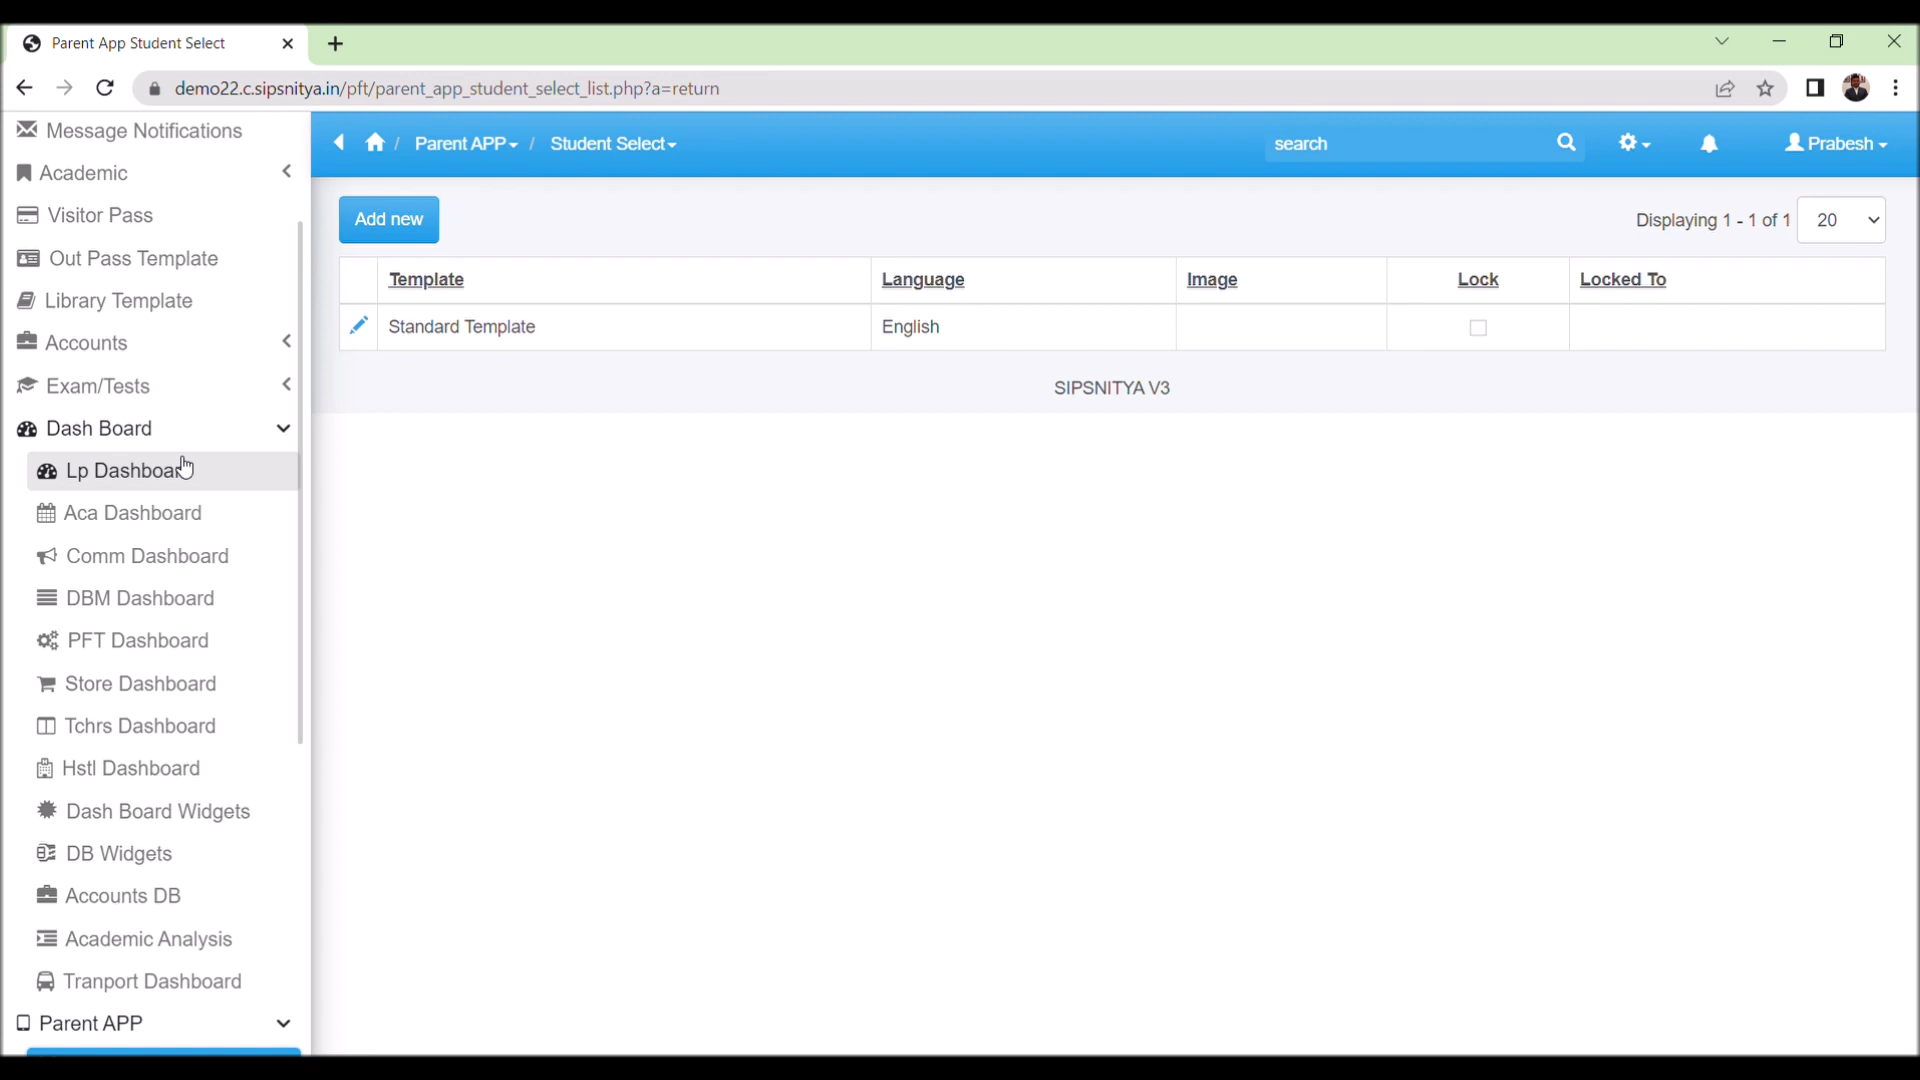 Parent App Student Select
demo22.c.sipsnitya.in/pft/parent_app_student_select_list.php?a=return
Message Notifications
Academic
Visitor Pass
Out Pass Template
Library Template
Accounts
Exam/Tests
Dash Board
Lp Dashboard
Aca Dashboard
Comm Dashboard
DBM Dashboard
PFT Dashboard
Store Dashboard
Tchrs Dashboard
Hstl Dashboard
Dash Board Widgets
DB Widgets
Accounts DB
Academic Analysis
Tranport Dashboard
Parent APP
/ Parent APP / Student Select
search
Prabesh
Add new
Displaying 1 - 1 of 1 20
Template Language Image Lock Locked To
Standard Template English
SIPSNITYA V3